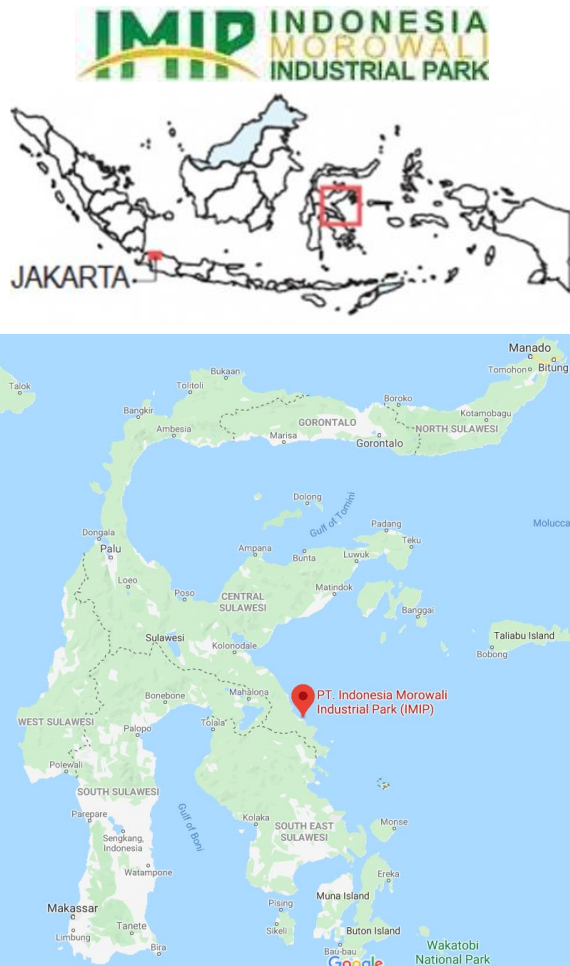 IMIP
INDONESIA
MOROWALI
INDUSTRIAL PARK
JAKARTA
Manado
Talok
Bukaan
Tolitoli
Tomohon
Bitung
Bangkir
Boroko
Kotamobagu
Ambesia
GORONTALO
Marisa
Gorontalo
NORTH SULAWESI
Dolong
Gulf of Tomini
Padang
Molucca
Dongala
Teku
Palu
Ampana
Bunta
Luwuk
Loeo
Poso
Matindok
CENTRAL
SULAWESI
Banggai
Sulawesi
Kolonodale
Taliabu Island
Bobong
Bonebone
Mahalona
PT. Indonesia Morowali
Industrial Park (IMIP)
WEST SULAWESI
Palopo
Tolala
Polewali
SOUTH SULAWESI
Parepare
Gulf of Boni
Kolaka
SOUTH EAST
SULAWESI
Monse
Sengkang,
Indonesia
Watampone
Ereka
Makassar
Pising
Muna Island
Limbung
Tanete
Sikeli
Buton Island
Bira
Bau-bau
Wakatobi
National Park
Google